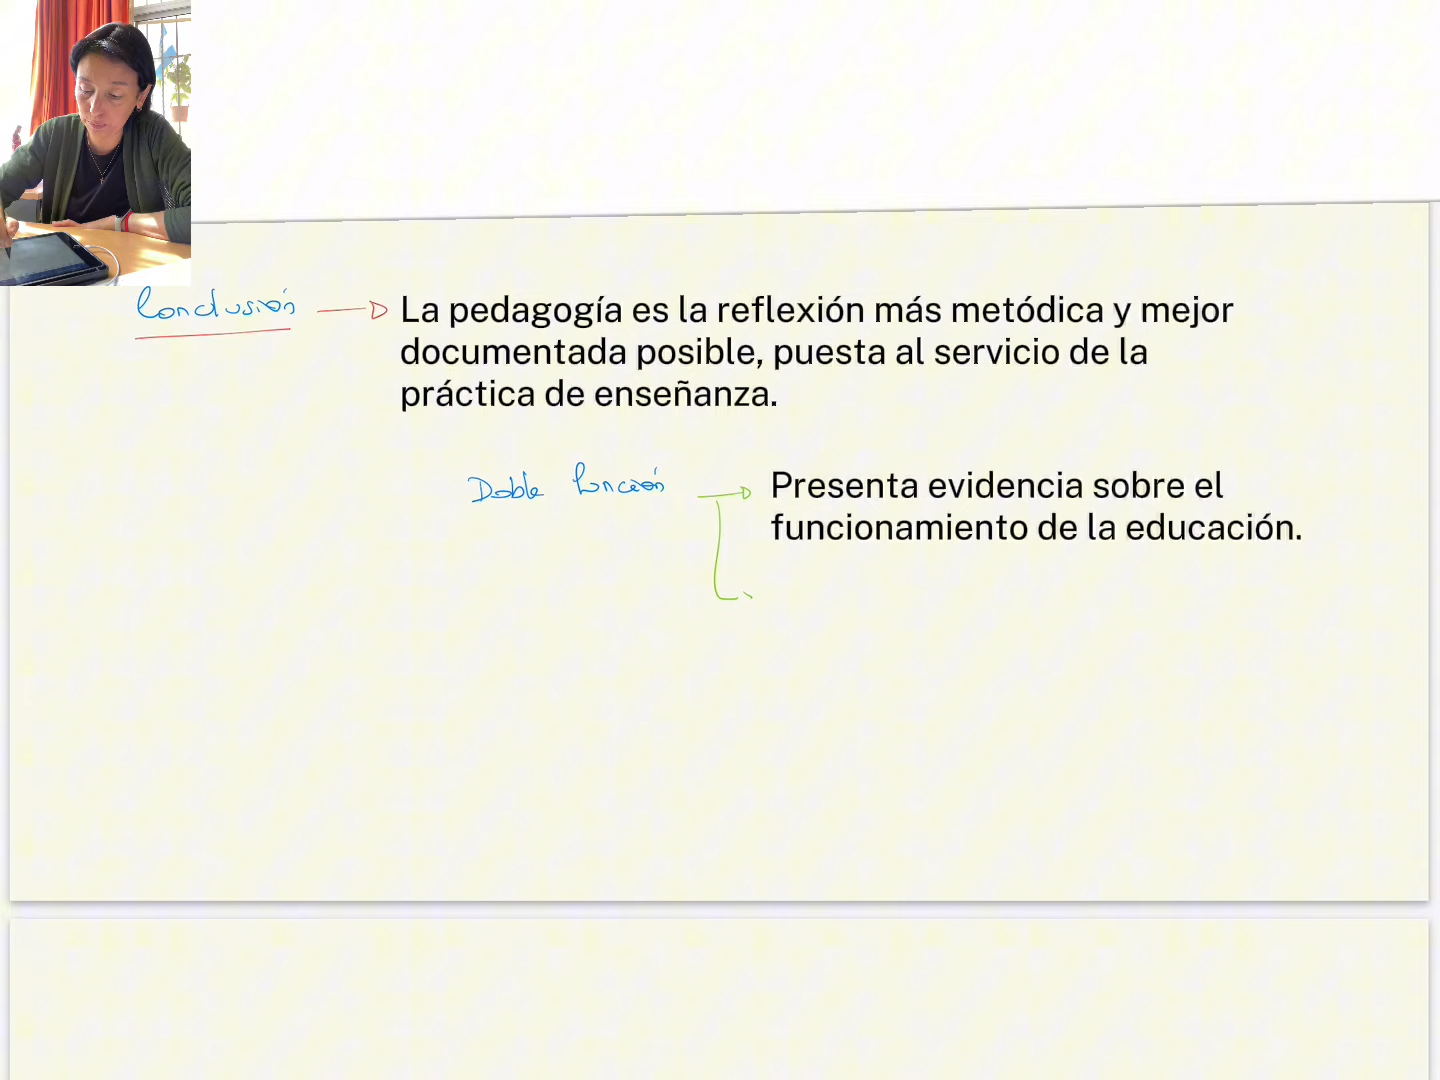 Conclusión
La pedagogía es la reflexión más metódica y mejor
documentada posible, puesta al servicio de la
práctica de enseñanza.
Doble función
Presenta evidencia sobre el
funcionamiento de la educación.